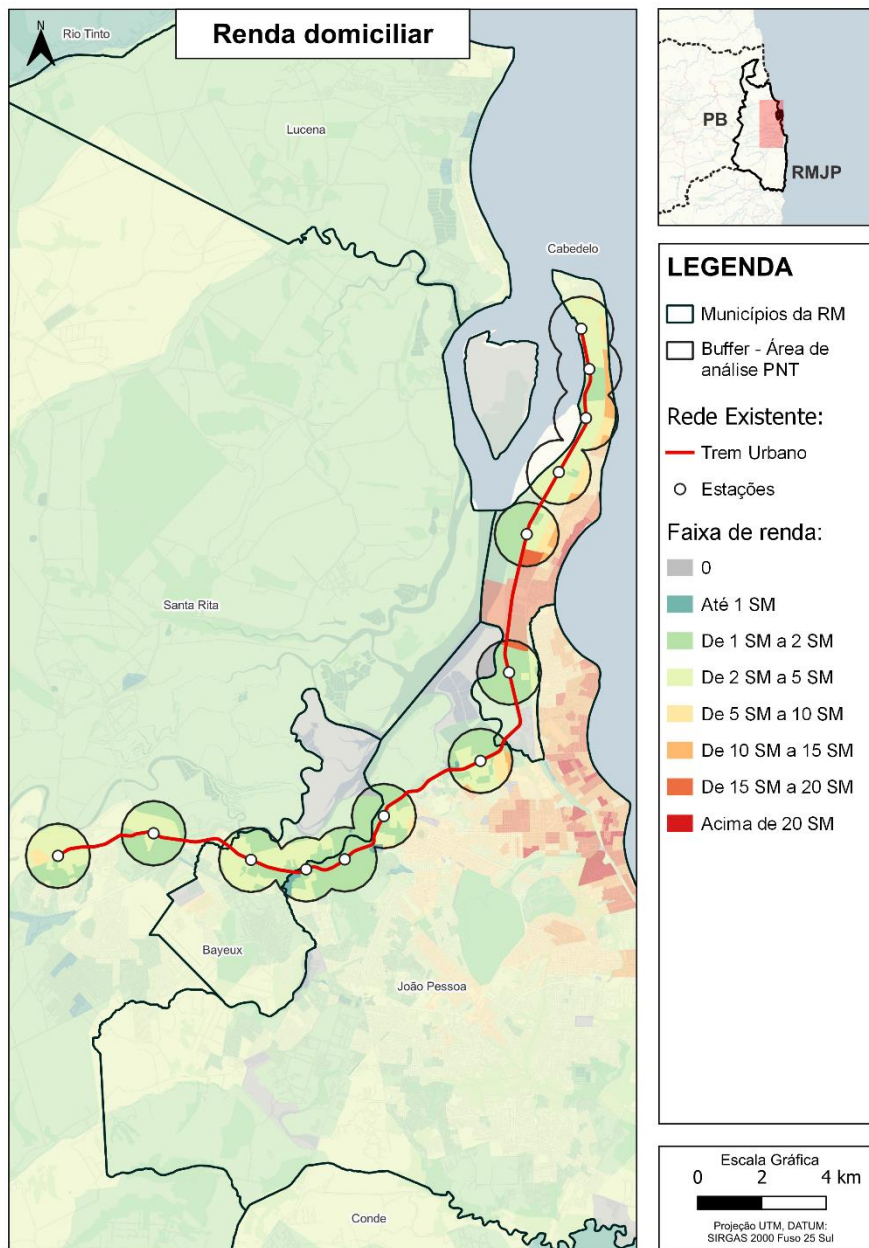 Renda domiciliar
N
Rio Tinto
Lucena
Cabedelo
Santa Rita
Bayeux
João Pessoa
Conde
PB
RMJP
LEGENDA
Municípios da RM
Buffer - Área de
análise PNT
Rede Existente:
Trem Urbano
Estações
Faixa de renda:
0
Até 1 SM
De 1 SM a 2 SM
De 2 SM a 5 SM
De 5 SM a 10 SM
De 10 SM a 15 SM
De 15 SM a 20 SM
Acima de 20 SM
Escala Gráfica
0 2 4 km
Projeção UTM, DATUM:
SIRGAS 2000 Fuso 25 Sul